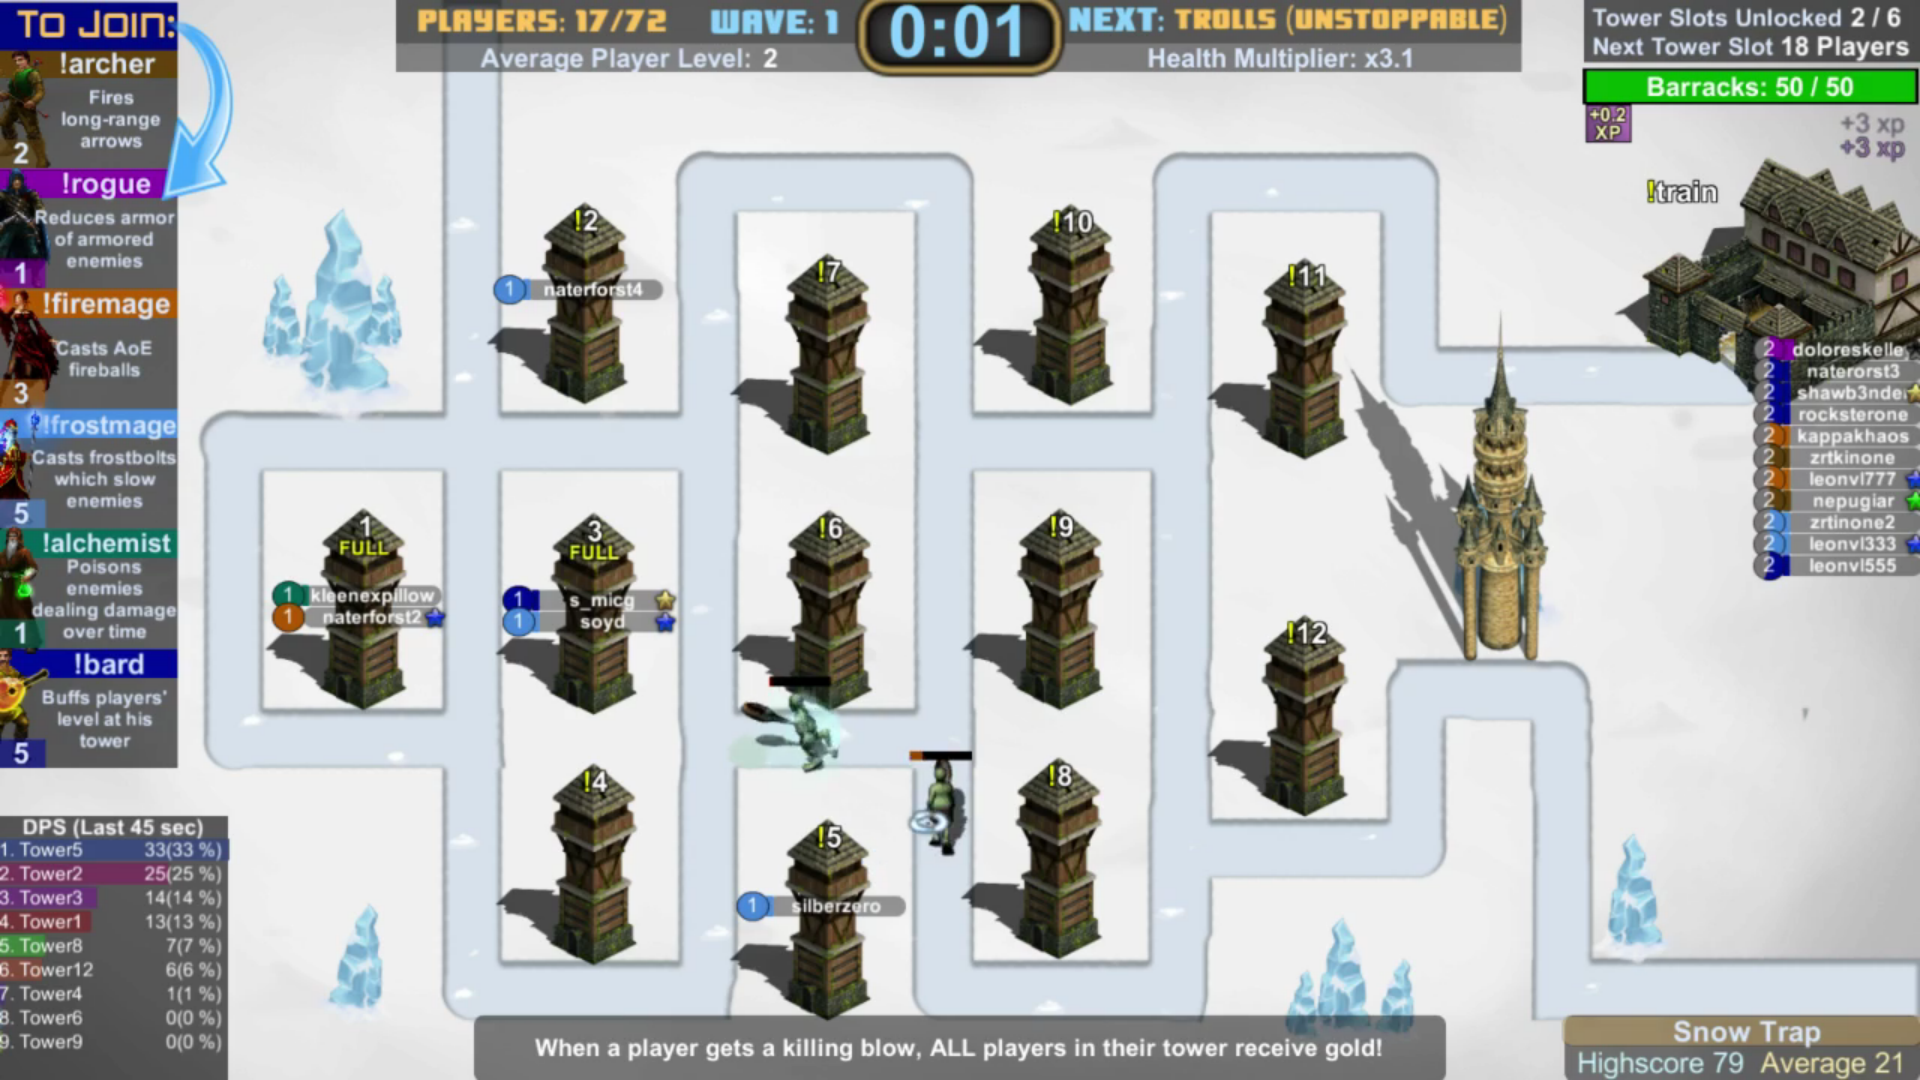 TO JOIN:
!archer
Fires
long-range
arrows
2
!rogue
Reduces armor
of armored
enemies
1
!firemage
Casts AoE
fireballs
3
!frostmage
Casts frostbolts
which slow
enemies
5
!alchemist
Poisons
enemies
dealing damage
over time
1
!bard
Buffs players'
level at his
tower
5
PLAYERS: 17/72
WAVE: 1
0:01
NEXT: TROLLS (UNSTOPPABLE)
Average Player Level: 2
Health Multiplier: x3.1
Tower Slots Unlocked 2 / 6
Next Tower Slot 18 Players
Barracks: 50 / 50
+0.2
XP
+3 xp
+3 xp
!train
2 doloreskelle
2 naterorst3
2 shawb3nde
2 rocksterone
2 kappakhaos
2 zrtkinone
2 leonvl777
2 nepugiar
2 zrtinone2
2 leonvl333
2 leonvl555
!2
1 naterforst4
!7
!10
!11
1
FULL
1 kleenexpillow
1 naterforst2
3
FULL
1 s_micg
1 soyd
!6
!9
!12
!4
!5
1 silberzero
!8
DPS (Last 45 sec)
1. Tower5 33(33 %)
2. Tower2 25(25 %)
3. Tower3 14(14 %)
4. Tower1 13(13 %)
5. Tower8 7(7 %)
6. Tower12 6(6 %)
7. Tower4 1(1 %)
8. Tower6 0(0 %)
9. Tower9 0(0 %)
When a player gets a killing blow, ALL players in their tower receive gold!
Snow Trap
Highscore 79 Average 21